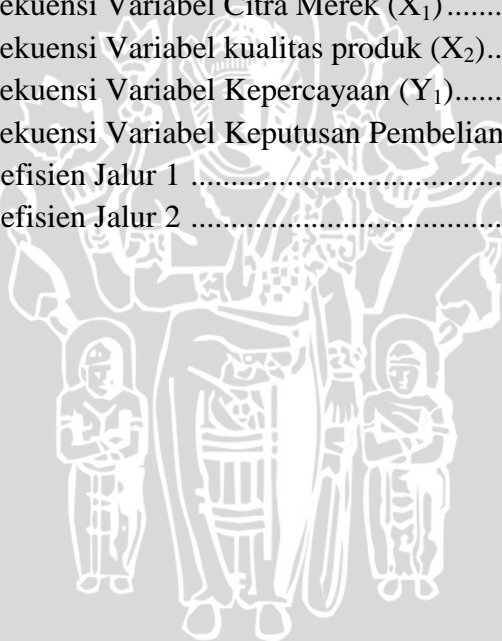 ekuensi Variabel Citra Merek (X₁).......
ekuensi Variabel kualitas produk (X₂)..
ekuensi Variabel Kepercayaan (Y₁)......
ekuensi Variabel Keputusan Pembelian
efisien Jalur 1 .......................................
efisien Jalur 2 .......................................